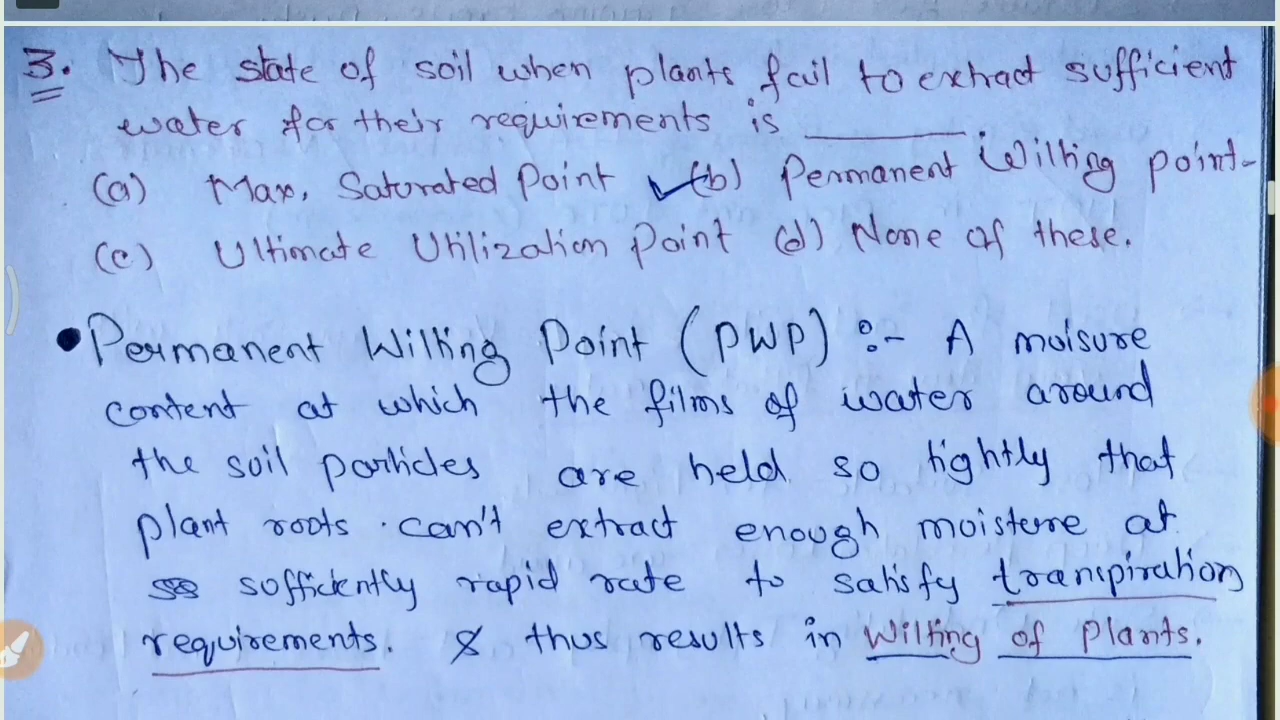 3. The state of soil when plants fail to extract sufficient
water for their requirements is ________.
(a) Max. Saturated Point ✓(b) Permanent Wilting point-
(c) Ultimate Utilization Point (d) None of these.
• Permanent Wilting Point (PWP) :- A moisure
content at which the films of water around
the soil particles are held so tightly that
plant roots can't extract enough moisture at
sufficiently rapid rate to satisfy transpiration
requirements. & thus results in Wilting of Plants.